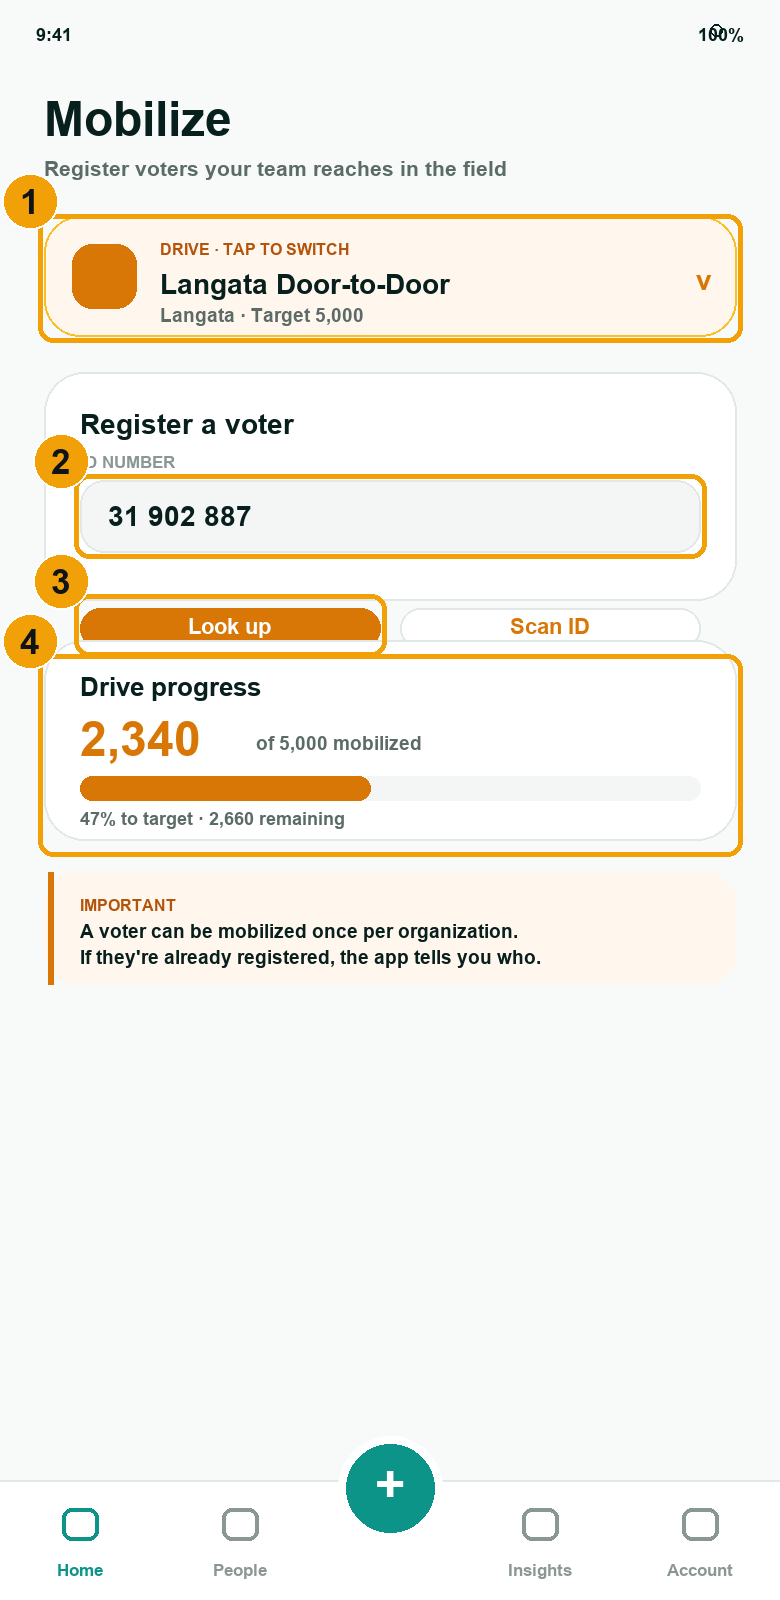 9:41
100%
Mobilize
Register voters your team reaches in the field
1
DRIVE · TAP TO SWITCH
Langata Door-to-Door
v
Langata · Target 5,000
Register a voter
2
D NUMBER
31 902 887
3
Look up
Scan ID
4
Drive progress
2,340
of 5,000 mobilized
47% to target · 2,660 remaining
IMPORTANT
A voter can be mobilized once per organization.
If they're already registered, the app tells you who.
+
Home
People
Insights
Account